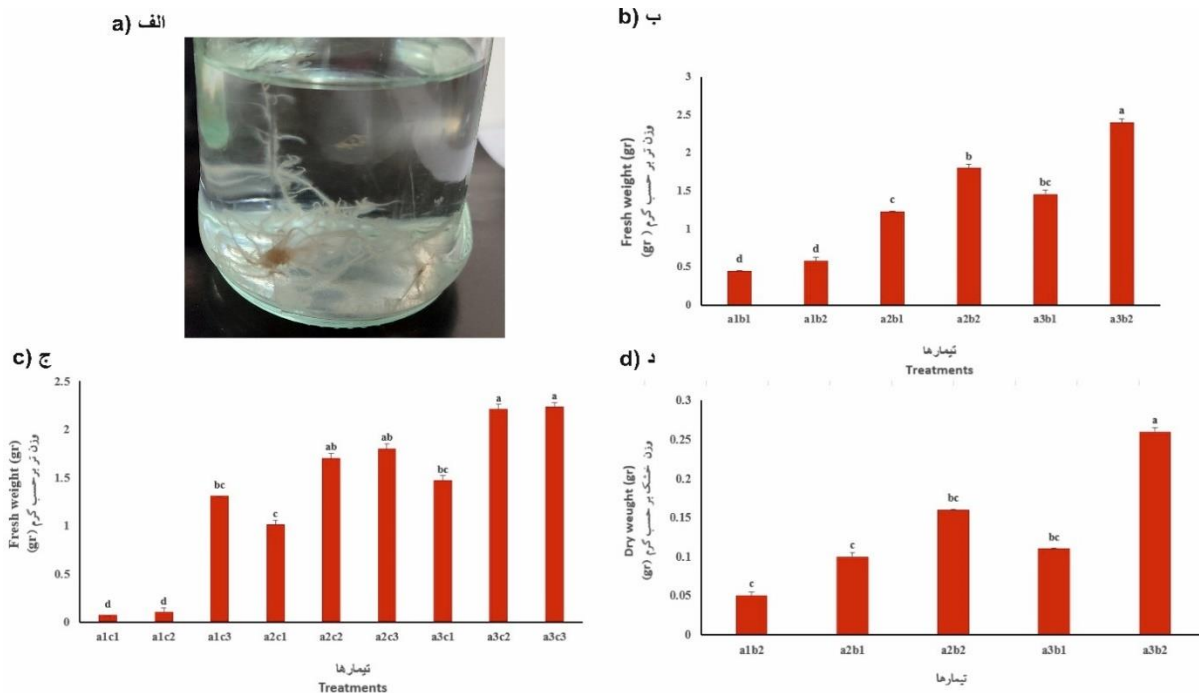 a) الف
b) ب
3
2.5
2
1.5
1
0.5
0
Fresh weight (gr)
وزن تر بر حسب گرم ( gr)
d
d
c
b
bc
a
a1b1
a1b2
a2b1
a2b2
a3b1
a3b2
تیمارها
Treatments
c) ج
2.5
2
1.5
1
0.5
0
Fresh weight (gr)
وزن تر برحسب گرم ( gr)
d
d
bc
c
ab
ab
bc
a
a
a1c1
a1c2
a1c3
a2c1
a2c2
a2c3
a3c1
a3c2
a3c3
تیمارها
Treatments
d) د
0.3
0.25
0.2
0.15
0.1
0.05
0
Dry weught (gr)
وزن خشک بر حسب گرم (gr)
c
c
bc
bc
a
a1b2
a2b1
a2b2
a3b1
a3b2
تیمارها